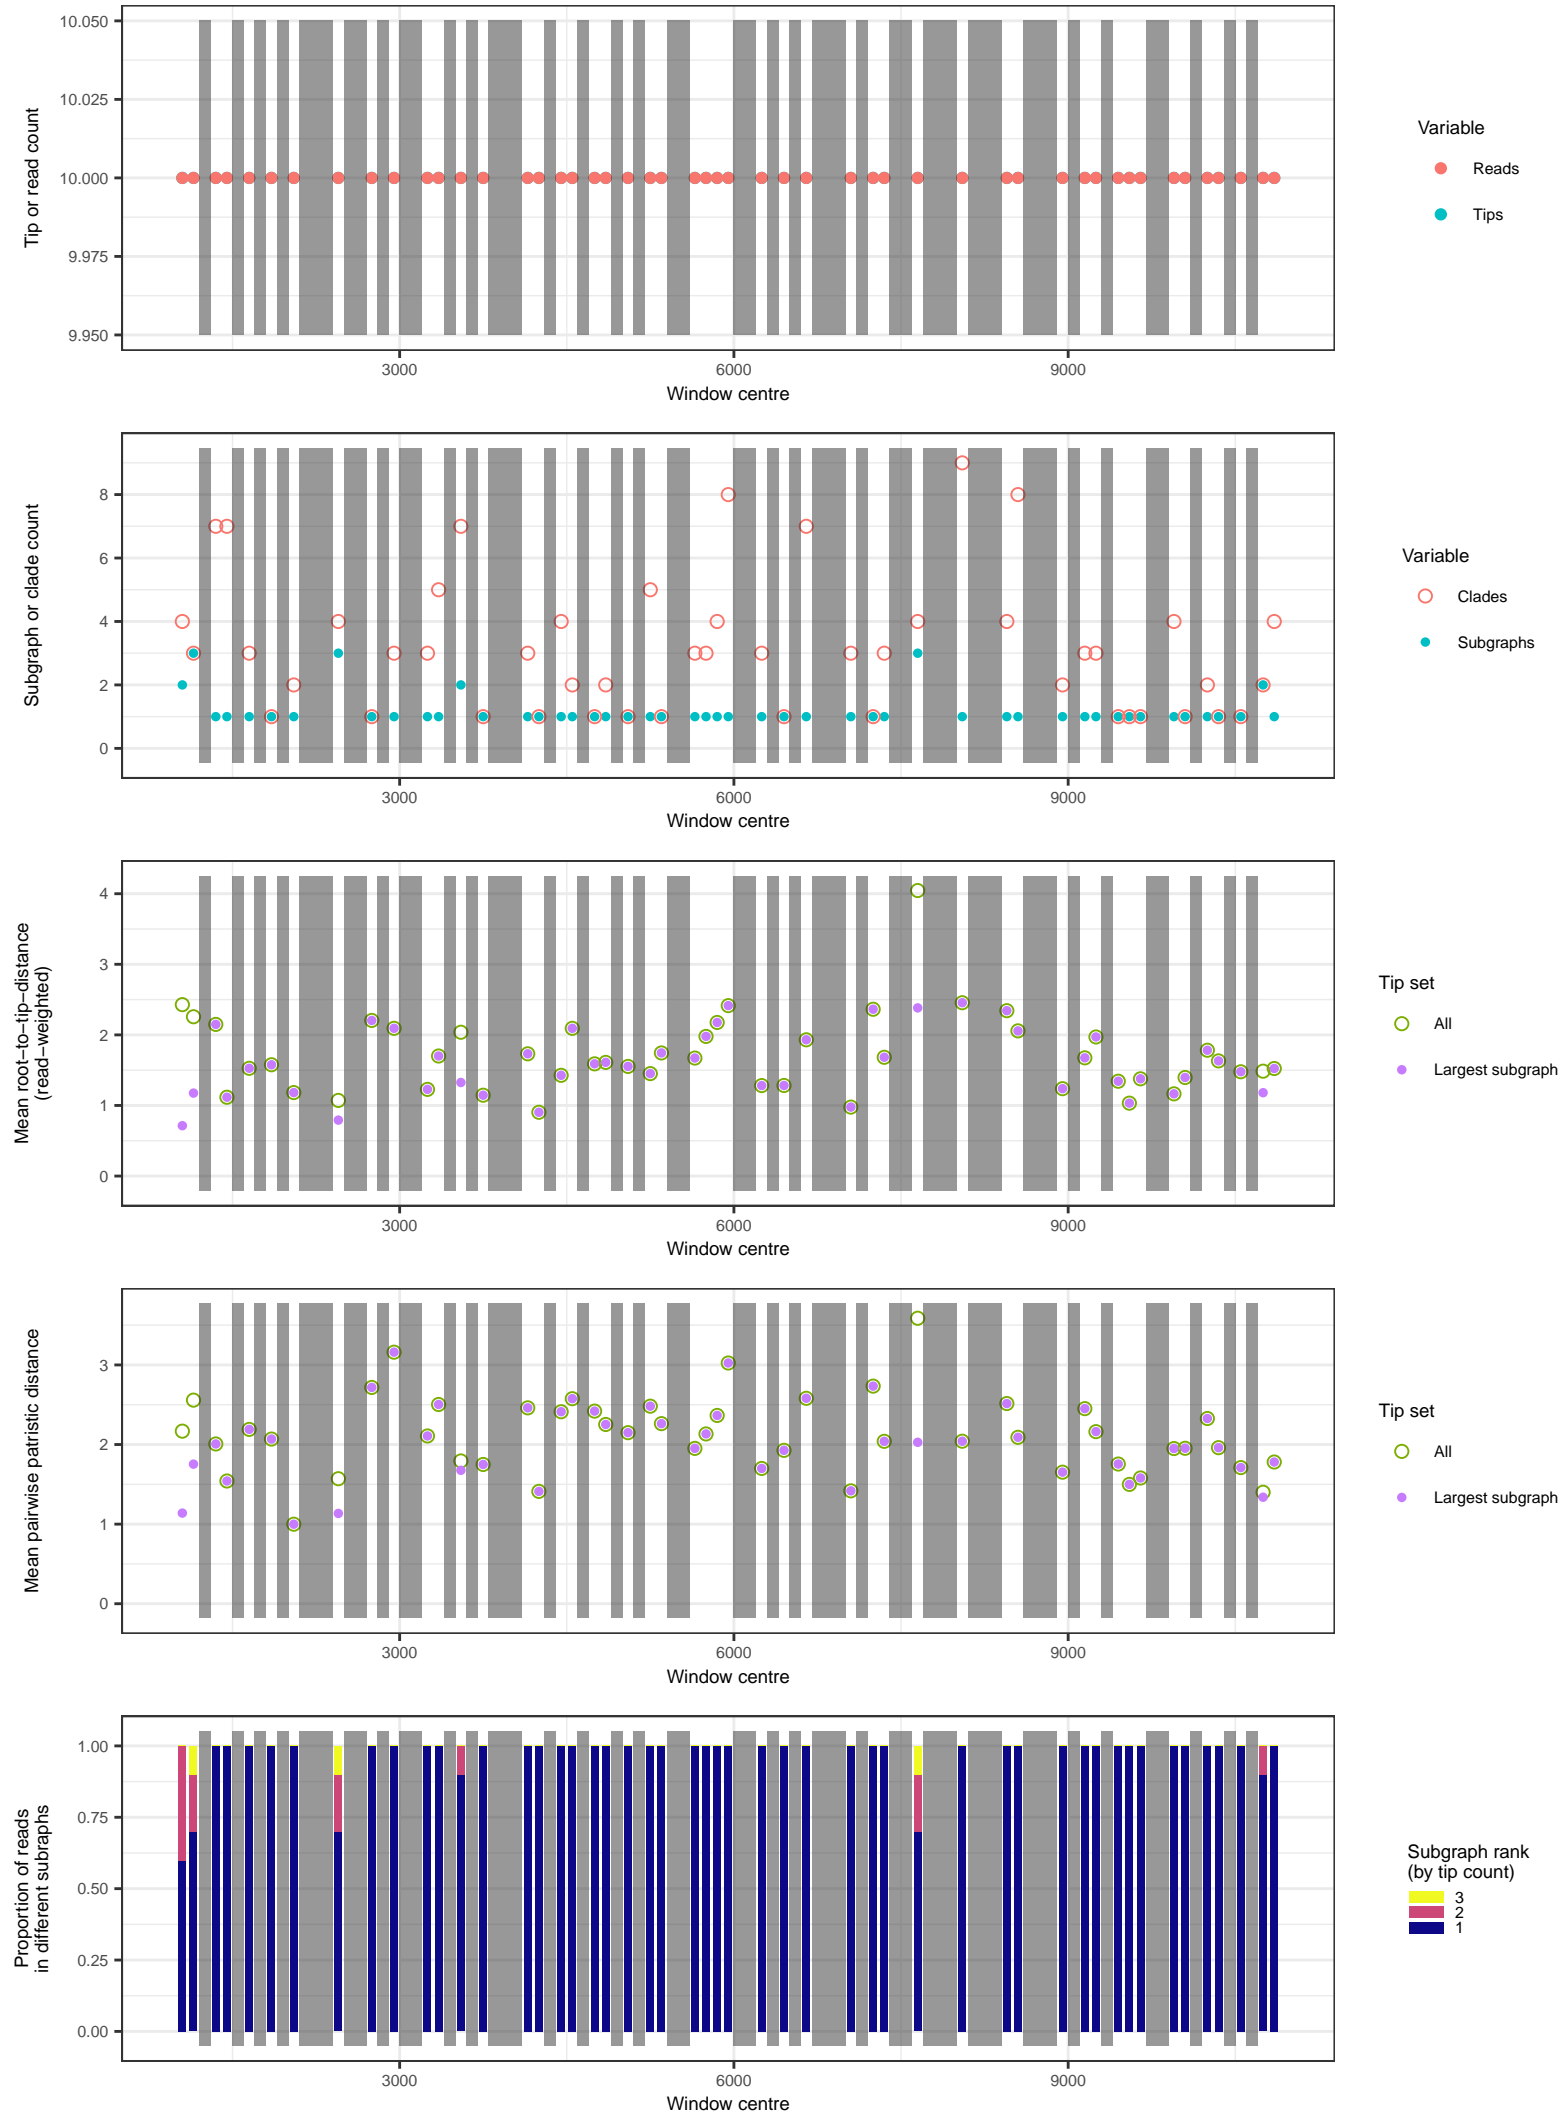 10.050
10.025
10.000
9.975
9.950
Tip or read count
3000
6000
9000
Window centre
Variable
Reads
Tips
8
6
4
2
0
Subgraph or clade count
3000
6000
9000
Window centre
Variable
Clades
Subgraphs
4
3
2
1
0
Mean root−to−tip−distance
(read−weighted)
3000
6000
9000
Window centre
Tip set
All
Largest subgraph
3
2
1
0
Mean pairwise patristic distance
3000
6000
9000
Window centre
Tip set
All
Largest subgraph
1.00
0.75
0.50
0.25
0.00
Proportion of reads
in different subraphs
3000
6000
9000
Window centre
Subgraph rank
(by tip count)
3
2
1